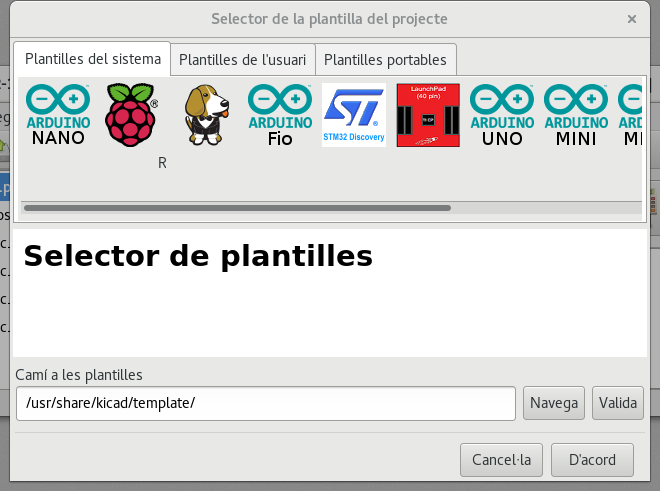 Selector de la plantilla del projecte
Plantilles del sistema
Plantilles de l'usuari
Plantilles portables
ARDUINO
NANO
®
ARDUINO
Fio
STM32 Discovery
LaunchPad
(40 pin)
ARDUINO
UNO
ARDUINO
MINI
R
Selector de plantilles
Camí a les plantilles
/usr/share/kicad/template/
Navega
Valida
Cancel·la
D'acord